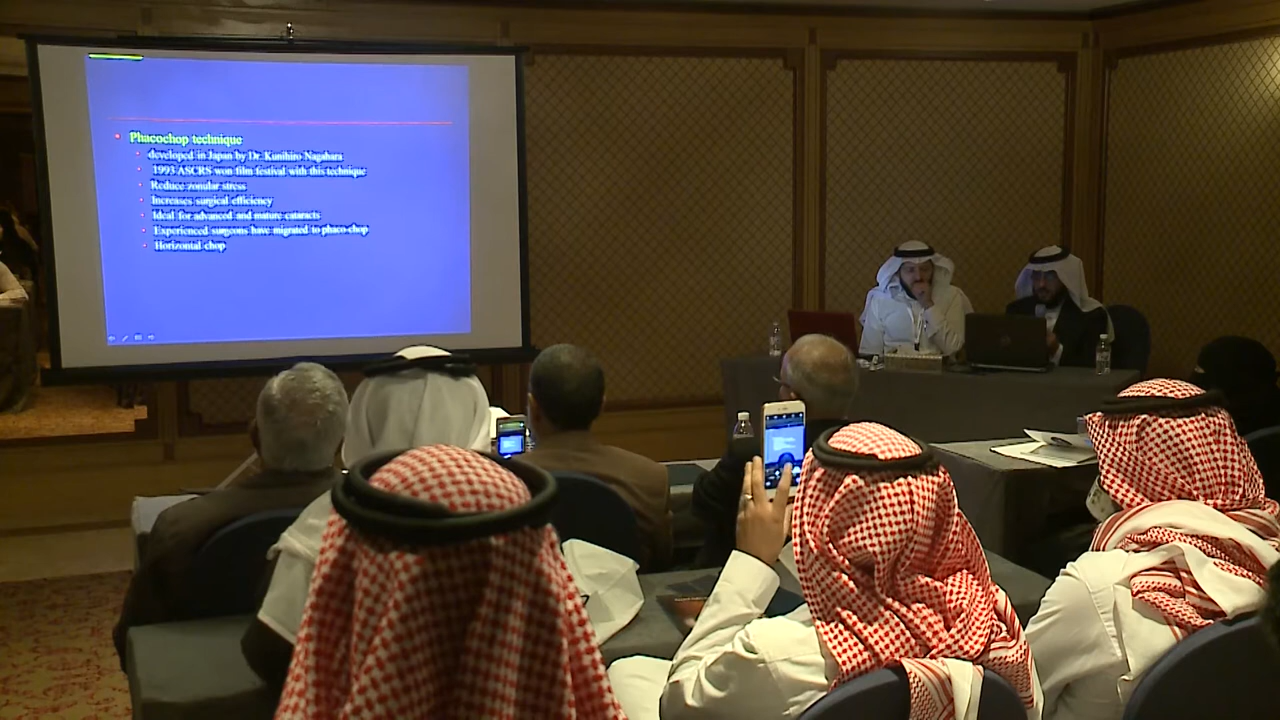 Phacochop technique
developed in Japan by Dr. Kunihiro Nagahara
1993 ASCRS won film festival with this technique
Reduce zonular stress
Increases surgical efficiency
Ideal for advanced and mature cataracts
Experienced surgeons have migrated to phaco-chop
Horizontal chop